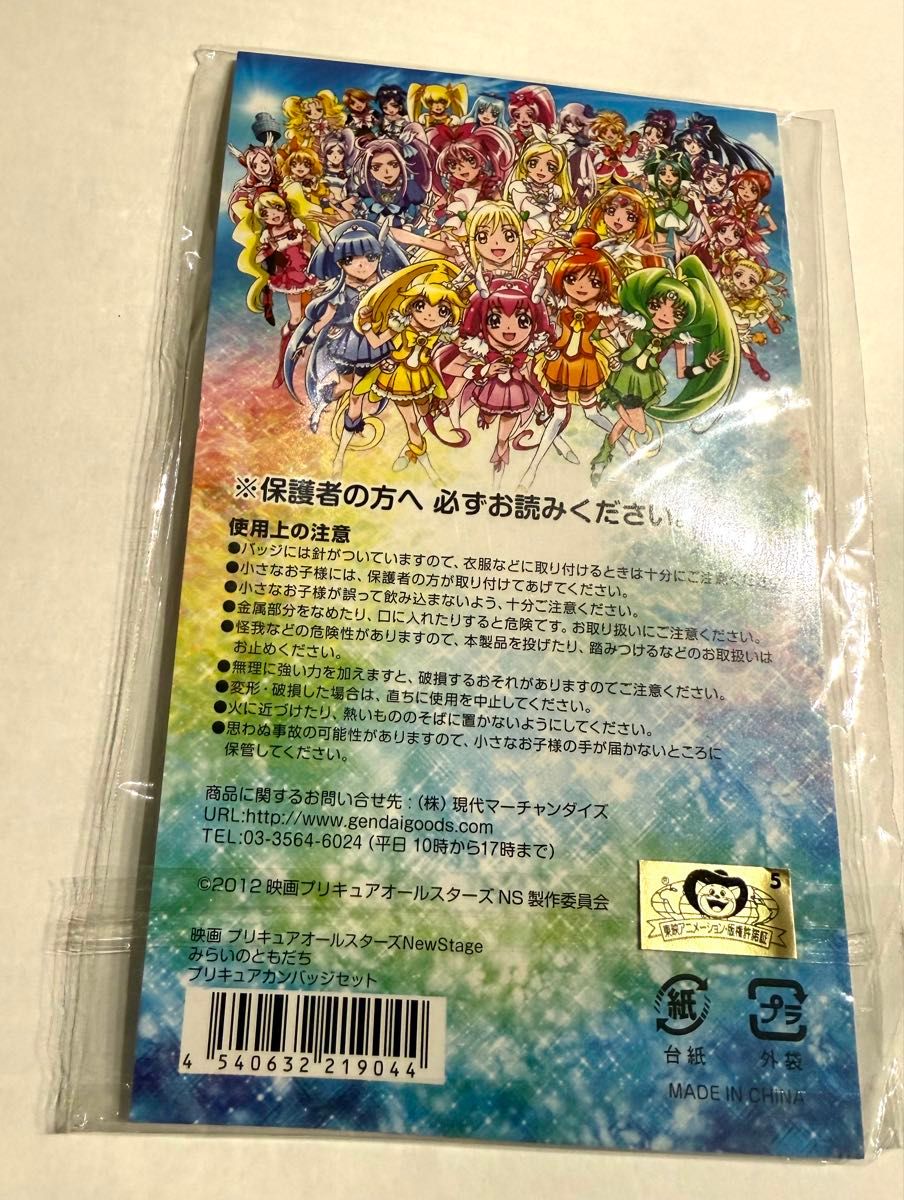 ※保護者の方へ 必ずお読みください。
使用上の注意
●バッジには針がついていますので、衣服などに取り付けるときは十分にご注意ください。
●小さなお子様には、保護者の方が取り付けてあげてください。
●小さなお子様が誤って飲み込まないよう、十分ご注意ください。
●金属部分をなめたり、口に入れたりすると危険です。お取り扱いにご注意ください。
●怪我などの危険性がありますので、本製品を投げたり、踏みつけるなどのお取扱いは
お止めください。
●無理に強い力を加えますと、破損するおそれがありますのでご注意ください。
●変形・破損した場合は、直ちに使用を中止してください。
●火に近づけたり、熱いもののそばに置かないようにしてください。
●思わぬ事故の可能性がありますので、小さなお子様の手が届かないところに
保管してください。
商品に関するお問い合せ先：（株）現代マーチャンダイズ
URL:http://www.gendaigoods.com
TEL:03-3564-6024（平日 10時から17時まで）
©2012 映画プリキュアオールスターズ NS 製作委員会
5
東映アニメーション・版権許諾証
映画 プリキュアオールスターズNewStage
みらいのともだち
プリキュアカンバッジセット
4 540632 219044
紙
台紙
プラ
外袋
MADE IN CHINA